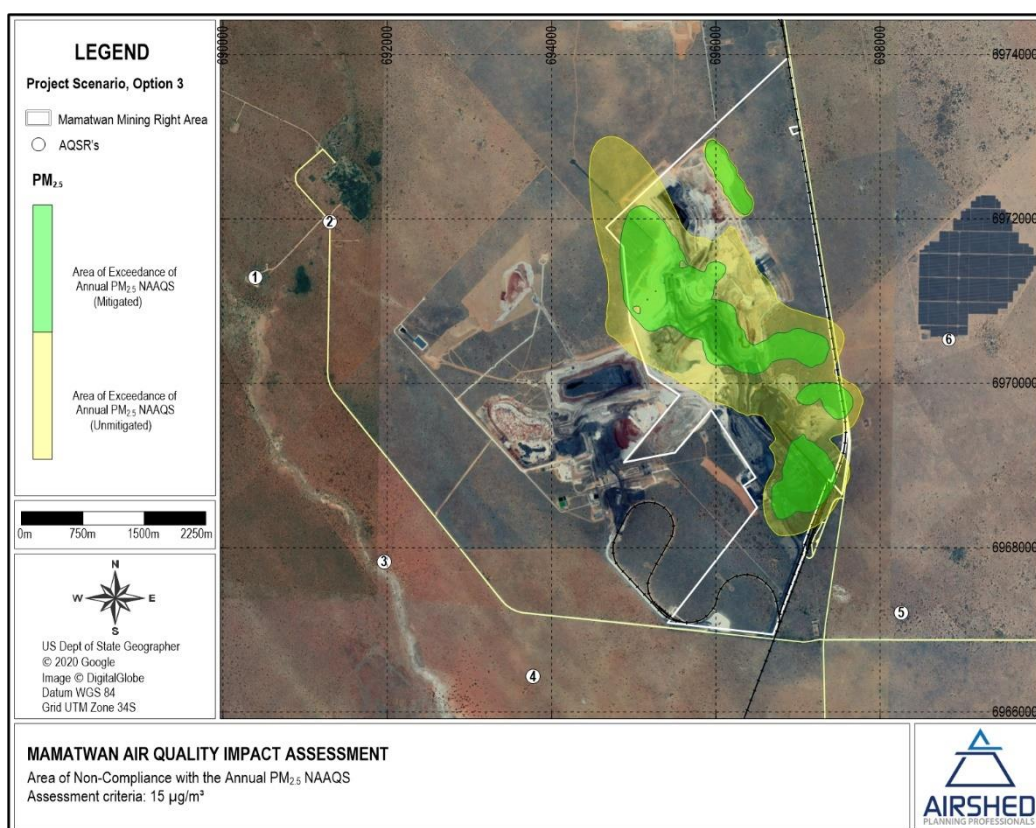 LEGEND
Project Scenario, Option 3
Mamatwan Mining Right Area
AQSR's
PM₂.₅
Area of Exceedance of
Annual PM₂.₅ NAAQS
(Mitigated)
Area of Exceedance of
Annual PM₂.₅ NAAQS
(Unmitigated)
0m 750m 1500m 2250m
N
W E
S
US Dept of State Geographer
© 2020 Google
Image © DigitalGlobe
Datum WGS 84
Grid UTM Zone 34S
690000 692000 694000 696000 698000
6974000
6972000
6970000
6968000
6966000
1
2
3
4
5
6
MAMATWAN AIR QUALITY IMPACT ASSESSMENT
Area of Non-Compliance with the Annual PM₂.₅ NAAQS
Assessment criteria: 15 µg/m³
AIRSHED
PLANNING PROFESSIONALS